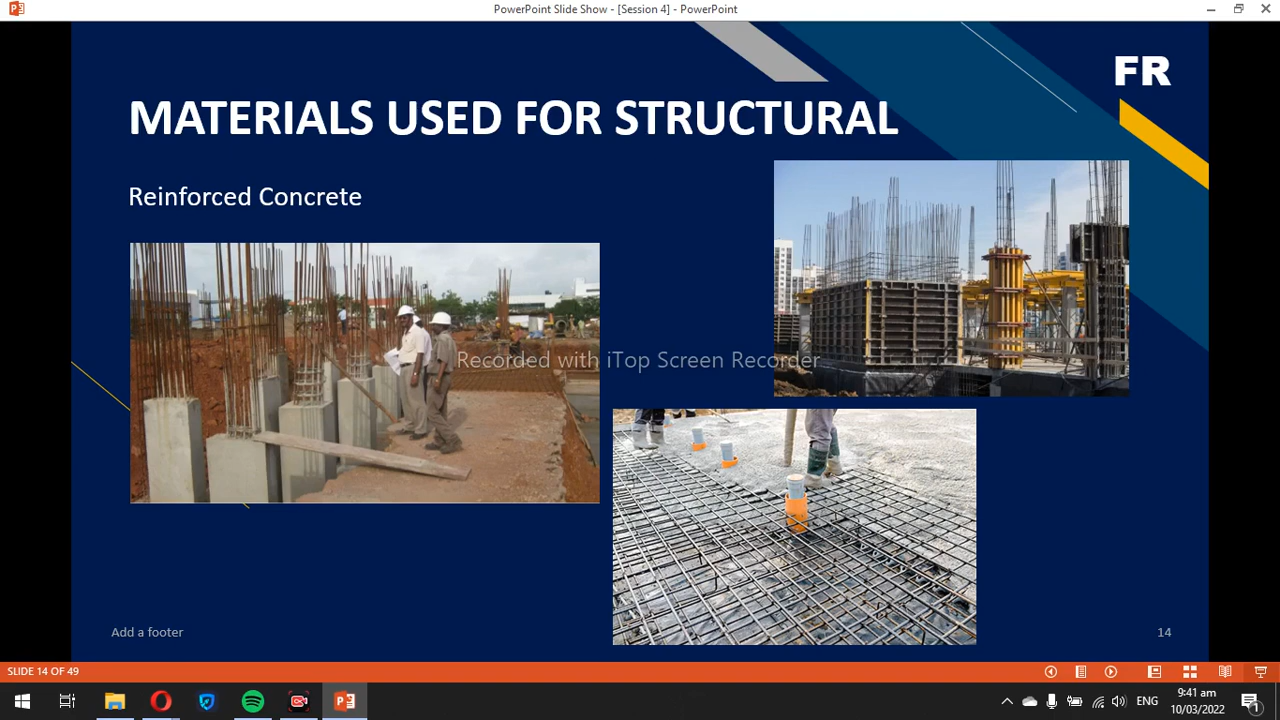 PowerPoint Slide Show - [Session 4] - PowerPoint
FR
MATERIALS USED FOR STRUCTURAL
Reinforced Concrete
Recorded with iTop Screen Recorder
Add a footer
14
SLIDE 14 OF 49
ENG
9:41 am
10/03/2022
1